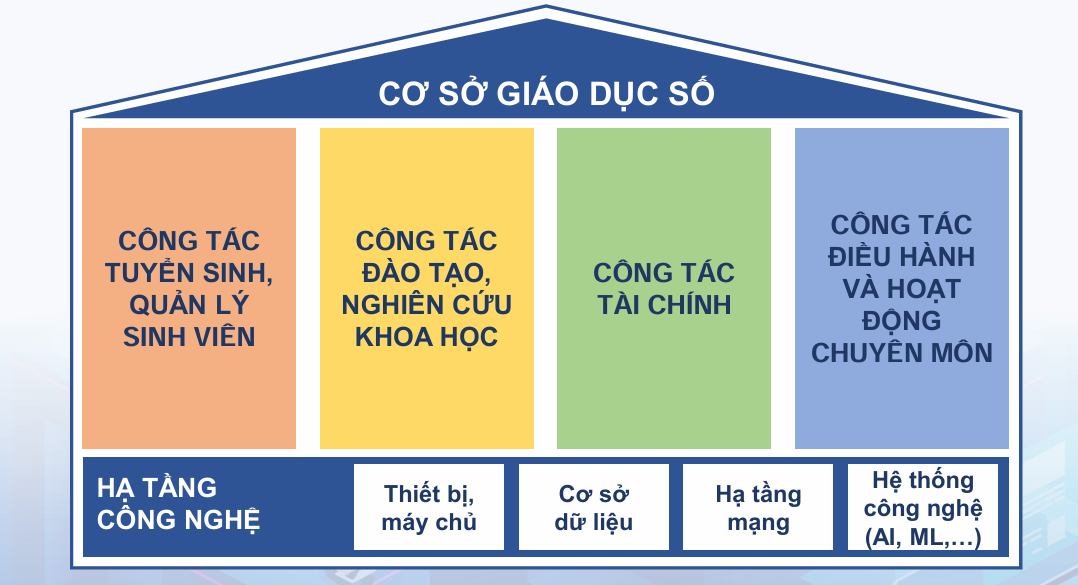 CƠ SỞ GIÁO DỤC SỐ
CÔNG TÁC
TUYỂN SINH,
QUẢN LÝ
SINH VIÊN
CÔNG TÁC
ĐÀO TẠO,
NGHIÊN CỨU
KHOA HỌC
CÔNG TÁC
TÀI CHÍNH
CÔNG TÁC
ĐIỀU HÀNH
VÀ HOẠT
ĐỘNG
CHUYÊN MÔN
HẠ TẦNG
CÔNG NGHỆ
Thiết bị,
máy chủ
Cơ sở
dữ liệu
Hạ tầng
mạng
Hệ thống
công nghệ
(AI, ML,...)